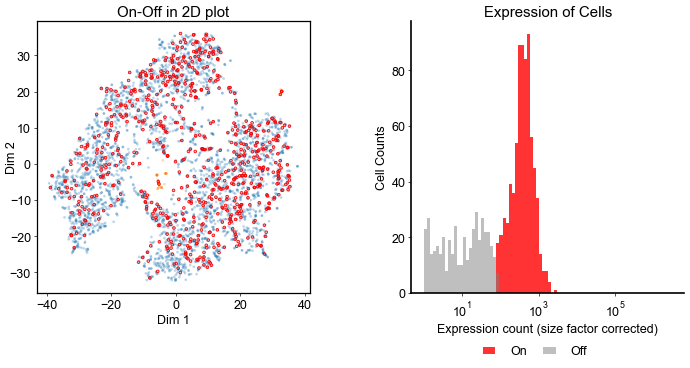 On-Off in 2D plot
Dim 2
30
20
10
0
−10
−20
−30
−40
−20
0
20
40
Dim 1
Expression of Cells
Cell Counts
80
60
40
20
0
10^1
10^3
10^5
Expression count (size factor corrected)
On
Off